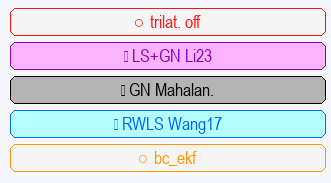 ○ trilat. off
▯ LS+GN Li23
▯ GN Mahalan.
▯ RWLS Wang17
○ bc_ekf